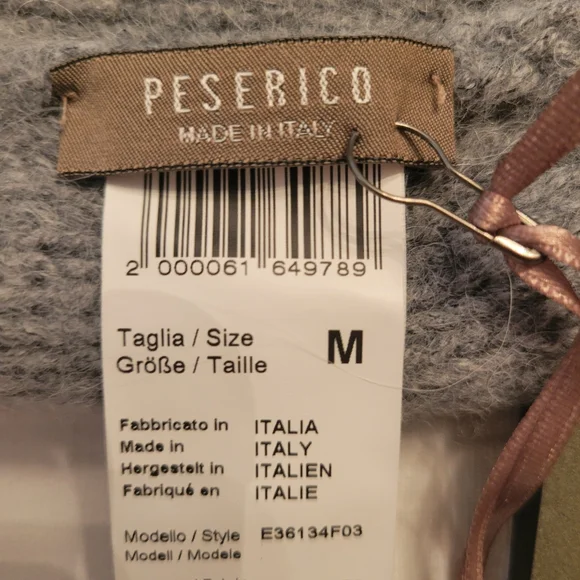 PESERICO
MADE IN ITALY
2 000061 649789
Taglia / Size M
Größe / Taille
Fabbricato in ITALIA
Made in ITALY
Hergestelt in ITALIEN
Fabriqué en ITALIE
Modello / Style E36134F03
Modell / Modele